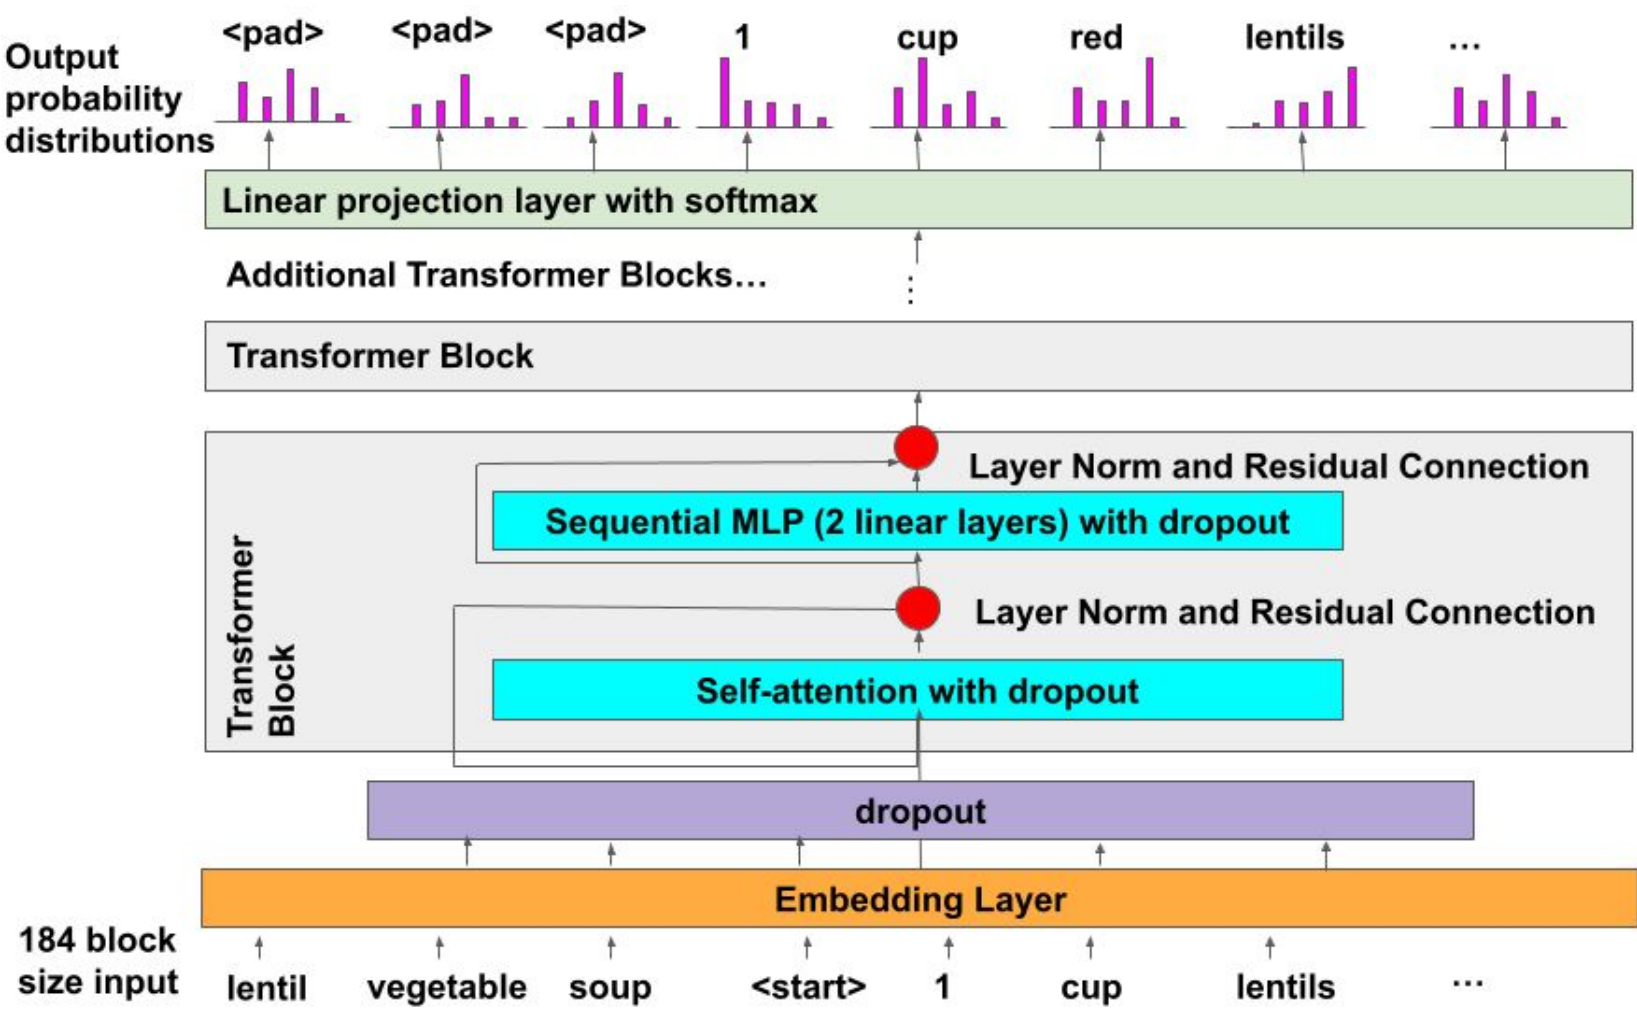 <pad> <pad> <pad> 1 cup red lentils …
Output
probability
distributions
Linear projection layer with softmax
Additional Transformer Blocks…
Transformer Block
Layer Norm and Residual Connection
Sequential MLP (2 linear layers) with dropout
Layer Norm and Residual Connection
Self-attention with dropout
Transformer
Block
dropout
Embedding Layer
184 block
size input
lentil vegetable soup <start> 1 cup lentils …